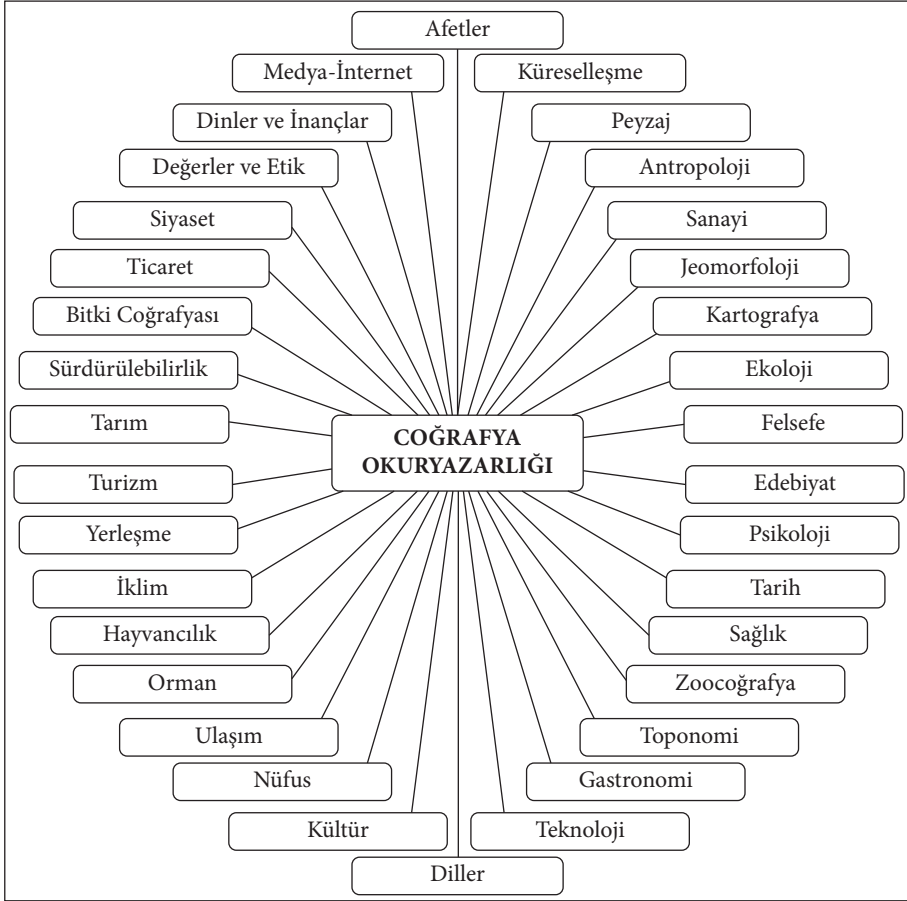 Afetler
Medya-İnternet
Küreselleşme
Dinler ve İnançlar
Peyzaj
Değerler ve Etik
Antropoloji
Siyaset
Sanayi
Ticaret
Jeomorfoloji
Bitki Coğrafyası
Kartografya
Sürdürülebilirlik
Ekoloji
Tarım
Felsefe
COĞRAFYA
OKURYAZARLIĞI
Turizm
Edebiyat
Yerleşme
Psikoloji
İklim
Tarih
Hayvancılık
Sağlık
Orman
Zoocoğrafya
Ulaşım
Toponomi
Nüfus
Gastronomi
Kültür
Teknoloji
Diller